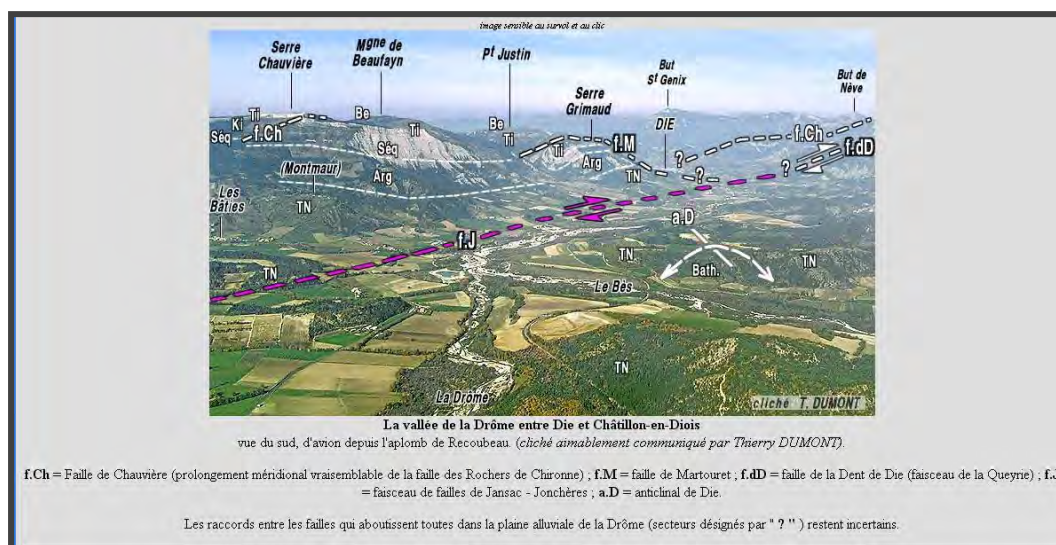 image sensible au survol et au clic
Serre Chauvière
Mgne de Beaufayn
Pt Justin
But St Genix
But de Nève
Serre Grimaud
DIE
Ti
Ki
Séq
f.Ch
Be
Ti
Séq
Arg
Be
Ti
Ti
Arg
f.M
TN
?
?
f.Ch
?
f.dD
(Montmaur)
Les Bâties
TN
TN
f.J
a.D
TN
Bath.
TN
Le Bès
TN
La Drôme
cliché T. DUMONT
La vallée de la Drôme entre Die et Châtillon-en-Diois
vue du sud, d'avion depuis l'aplomb de Recoubeau. (cliché aimablement communiqué par Thierry DUMONT).
f.Ch = Faille de Chauvière (prolongement méridional vraisemblable de la faille des Rochers de Chironne) ; f.M = faille de Martouret ; f.dD = faille de la Dent de Die (faisceau de la Queyrie) ; f.J
= faisceau de failles de Jansac - Jonchères ; a.D = anticlinal de Die.
Les raccords entre les failles qui aboutissent toutes dans la plaine alluviale de la Drôme (secteurs désignés par " ? " ) restent incertains.